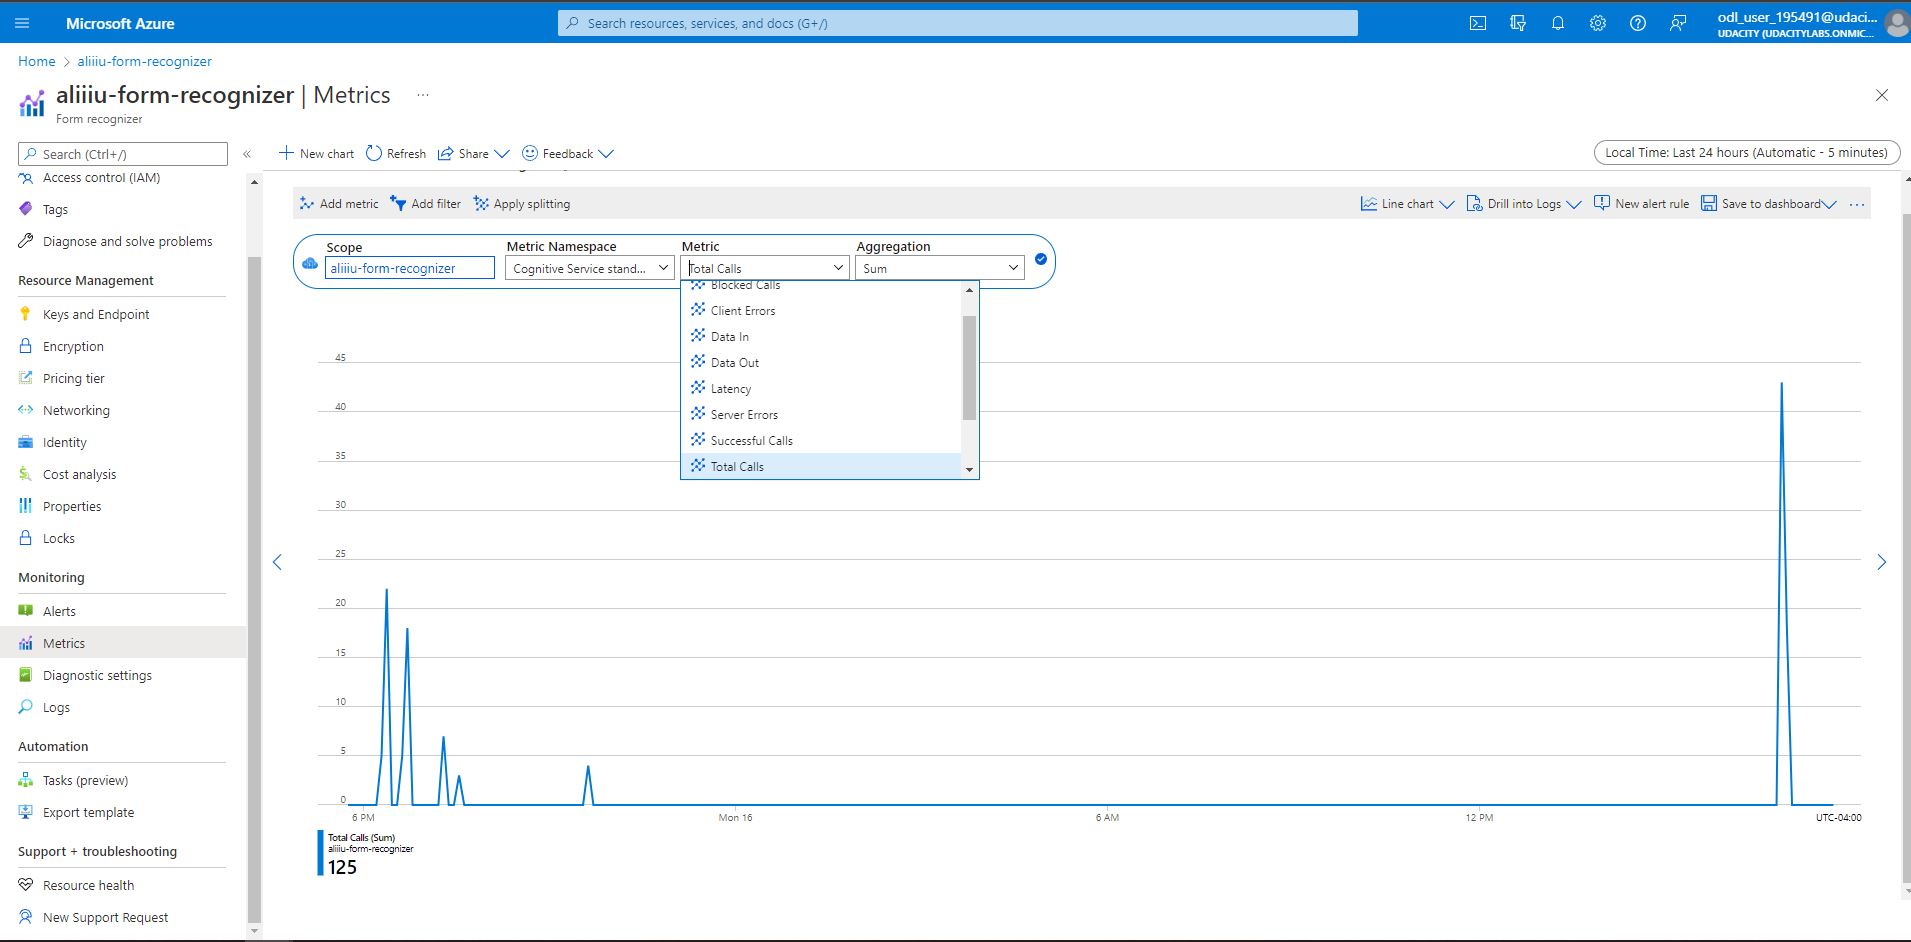 Microsoft Azure
Search resources, services, and docs (G+/)
odl_user_195491@udaci...
UDACITY (UDACITYLABS.ONMIC...
Home > aliiiu-form-recognizer
aliiiu-form-recognizer | Metrics ...
Form recognizer
Search (Ctrl+/)
«
New chart Refresh Share Feedback
Local Time: Last 24 hours (Automatic - 5 minutes)
Access control (IAM)
Tags
Diagnose and solve problems
Resource Management
Keys and Endpoint
Encryption
Pricing tier
Networking
Identity
Cost analysis
Properties
Locks
Monitoring
Alerts
Metrics
Diagnostic settings
Logs
Automation
Tasks (preview)
Export template
Support + troubleshooting
Resource health
New Support Request
Add metric Add filter Apply splitting
Line chart Drill into Logs New alert rule Save to dashboard ...
Scope Metric Namespace Metric Aggregation
aliiiu-form-recognizer Cognitive Service stand... Total Calls Sum
Blocked Calls
Client Errors
Data In
Data Out
Latency
Server Errors
Successful Calls
Total Calls
45
40
35
30
25
20
15
10
5
0
6 PM Mon 16 6 AM 12 PM UTC-04:00
Total Calls (Sum)
aliiiu-form-recognizer
125